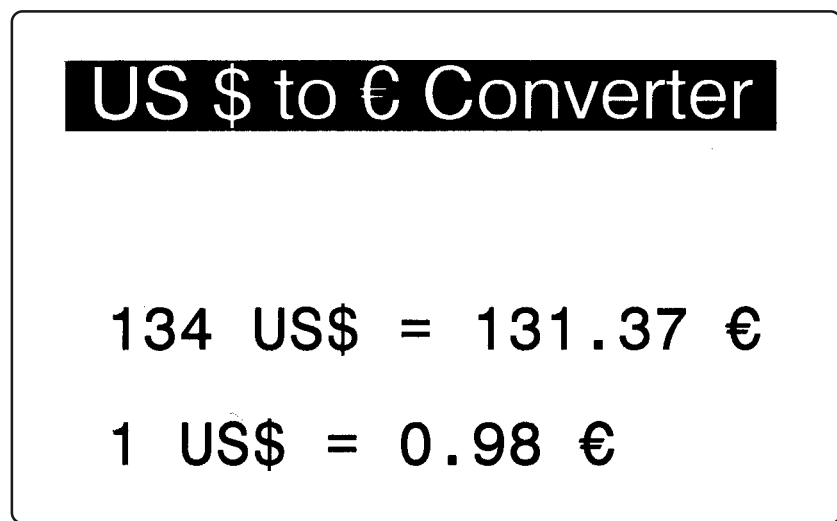 US $ to € Converter
134 US$ = 131.37 €
1 US$ = 0.98 €